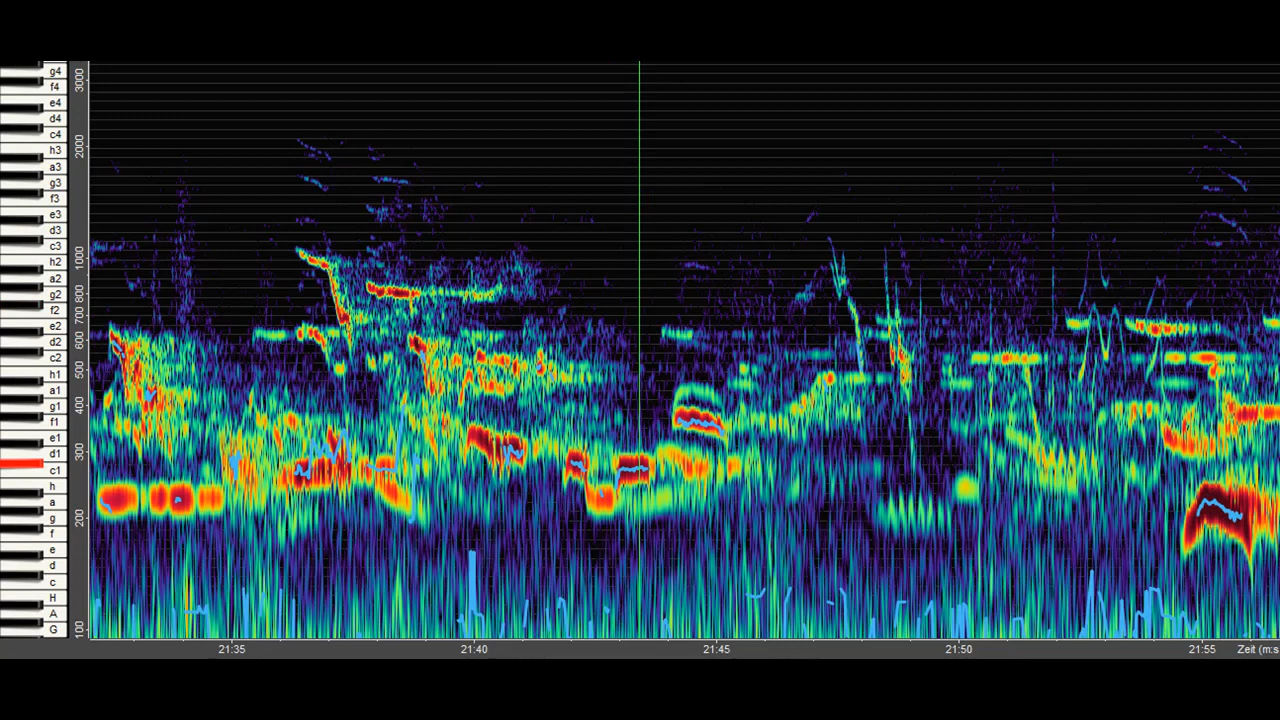 g4
f4
e4
d4
c4
h3
a3
g3
f3
e3
d3
c3
h2
a2
g2
f2
e2
d2
c2
h1
a1
g1
f1
e1
d1
c1
h
a
g
f
e
d
c
H
A
G
3000
2000
1000
800
700
600
500
400
300
200
100
21:35 21:40 21:45 21:50 21:55 Zeit (m:s